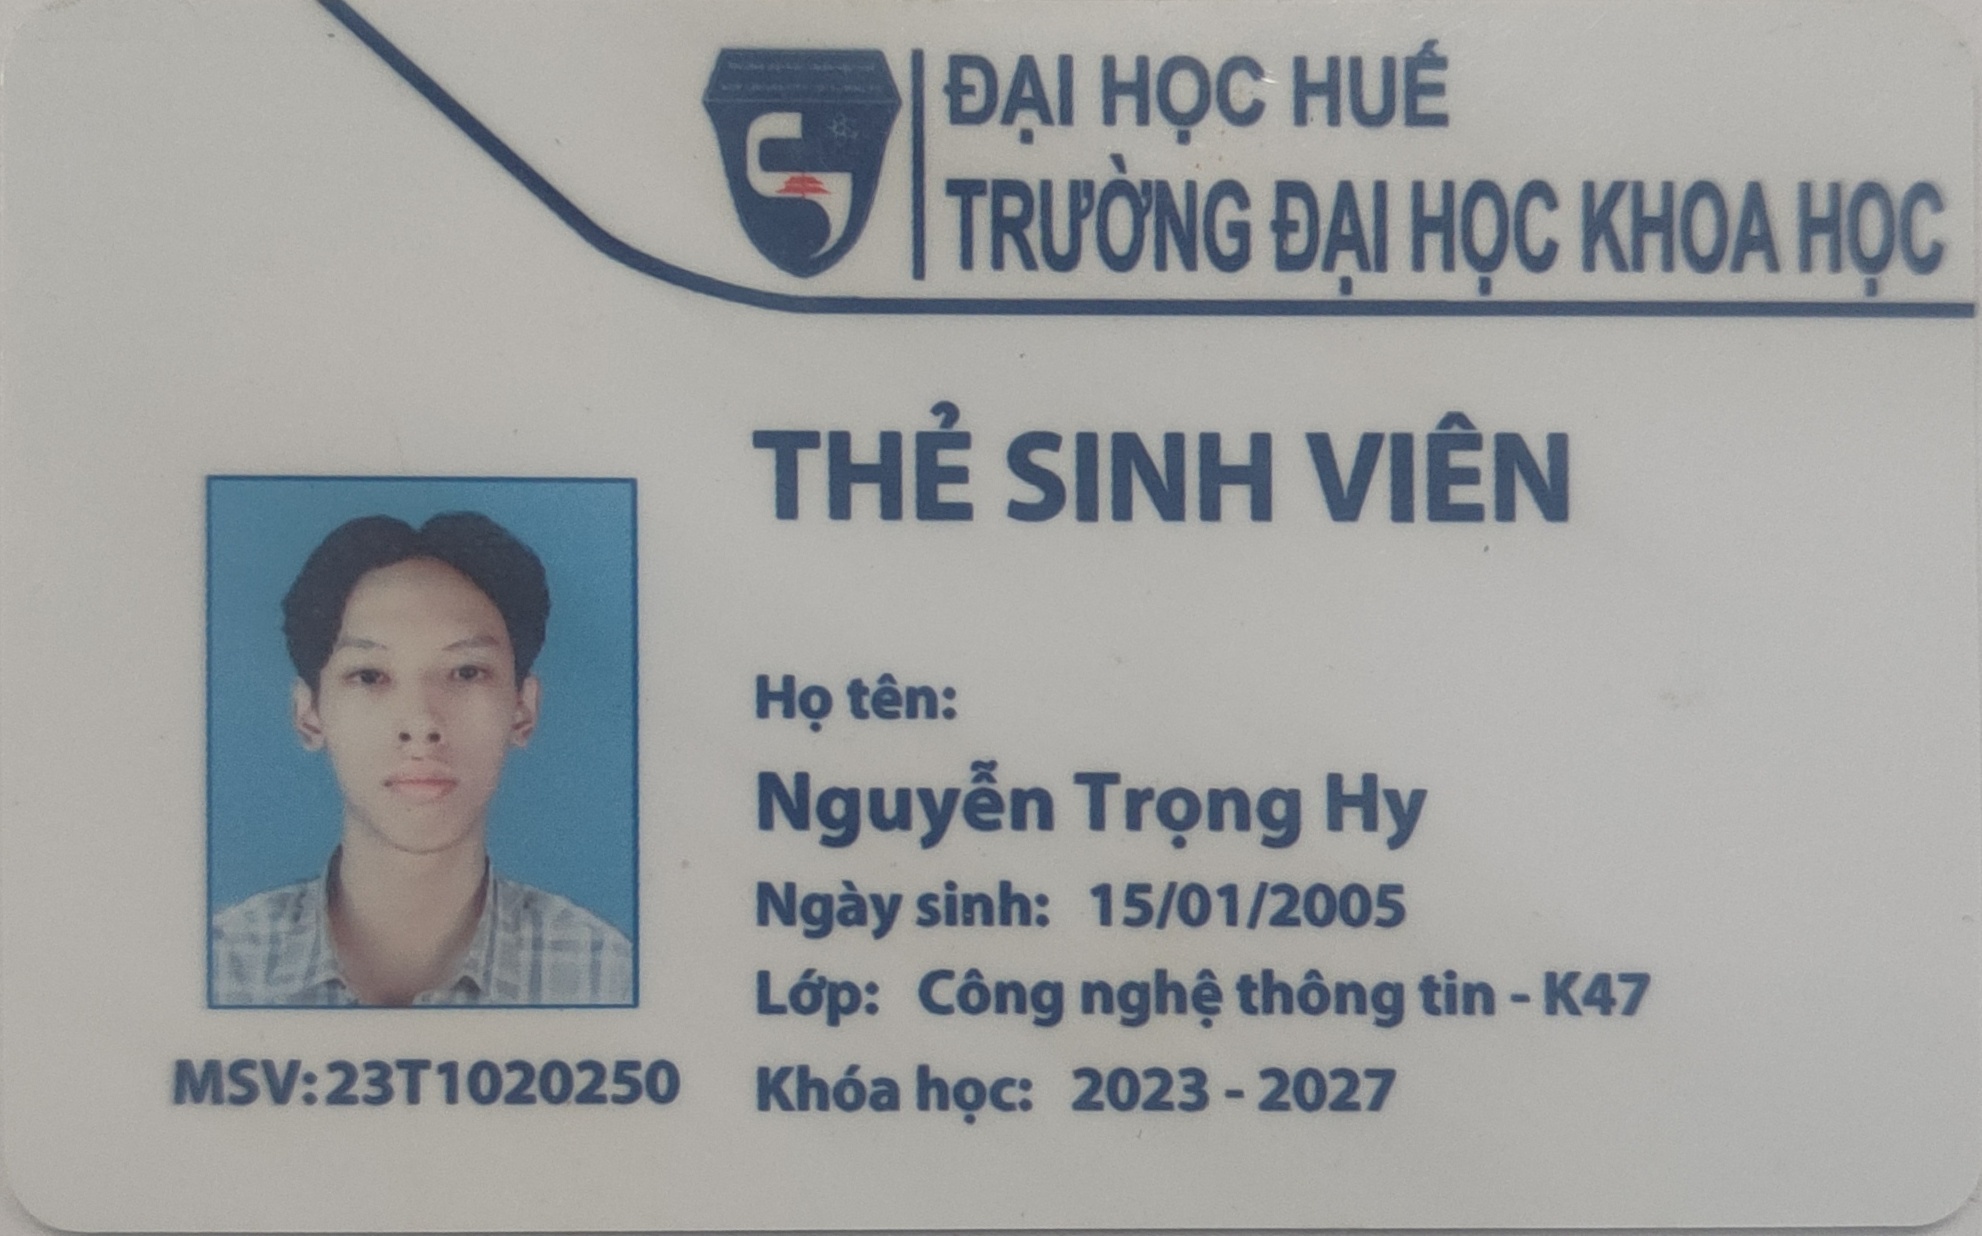 ĐẠI HỌC HUẾ
TRƯỜNG ĐẠI HỌC KHOA HỌC
THẺ SINH VIÊN
Họ tên:
Nguyễn Trọng Hy
Ngày sinh: 15/01/2005
Lớp: Công nghệ thông tin - K47
MSV:23T1020250
Khóa học: 2023 - 2027